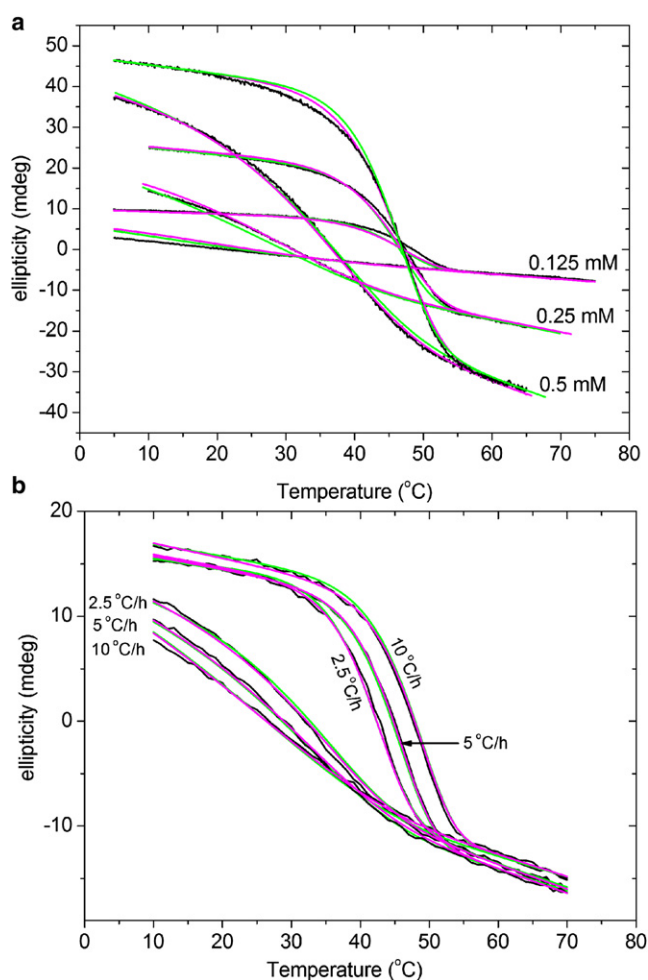 a
50
40
30
20
10
0
-10
-20
-30
-40
ellipticity (mdeg)
0.125 mM
0.25 mM
0.5 mM
0 10 20 30 40 50 60 70 80
Temperature (°C)
b
20
10
0
-10
ellipticity (mdeg)
2.5°C/h
5°C/h
10°C/h
2.5°C/h
10°C/h
5°C/h
0 10 20 30 40 50 60 70 80
Temperature (°C)